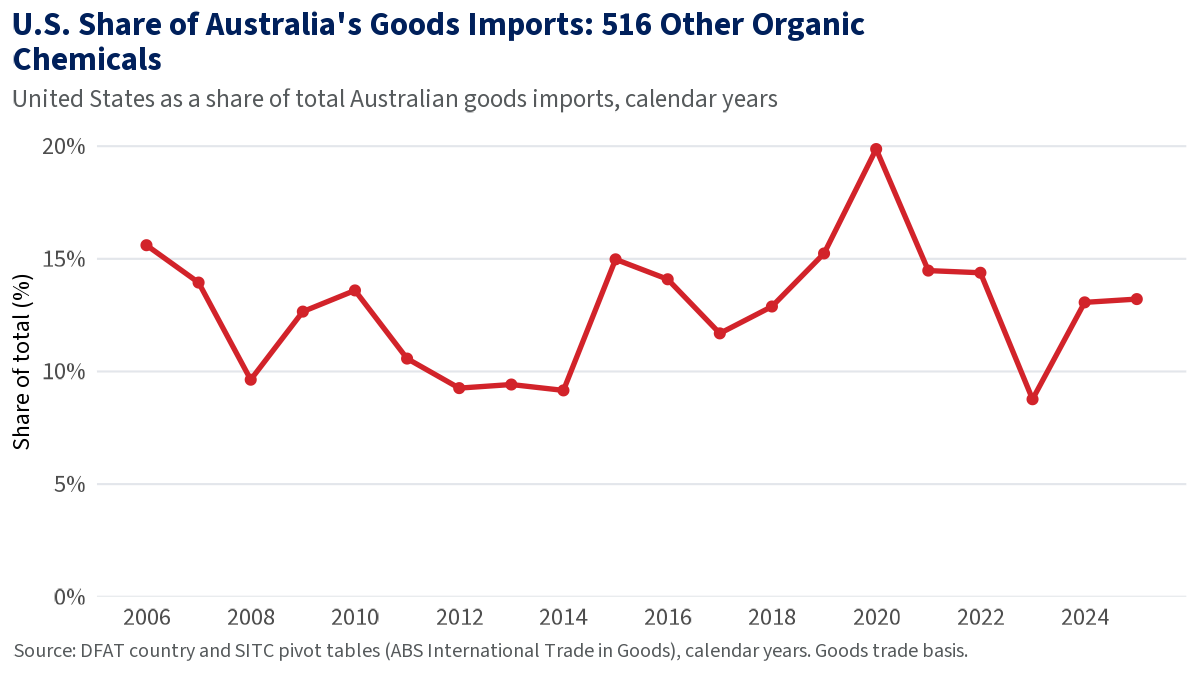 U.S. Share of Australia's Goods Imports: 516 Other Organic
Chemicals
United States as a share of total Australian goods imports, calendar years
Share of total (%)
20%
15%
10%
5%
0%
2006 2008 2010 2012 2014 2016 2018 2020 2022 2024
Source: DFAT country and SITC pivot tables (ABS International Trade in Goods), calendar years. Goods trade basis.